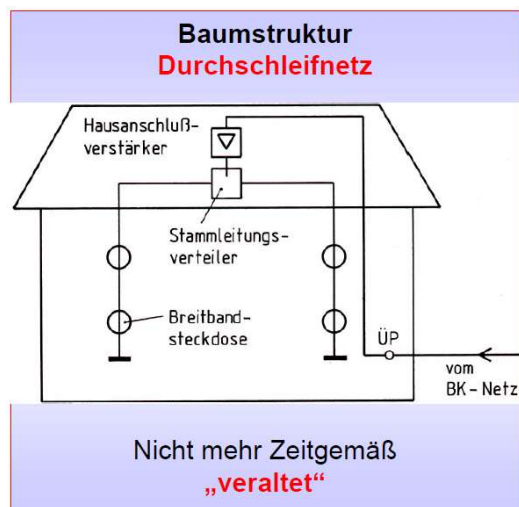 Baumstruktur
Durchschleifnetz
Hausanschluß-
verstärker
Stammleitungs-
verteiler
Breitband-
steckdose
ÜP
vom
BK-Netz
Nicht mehr Zeitgemäß
„veraltet“